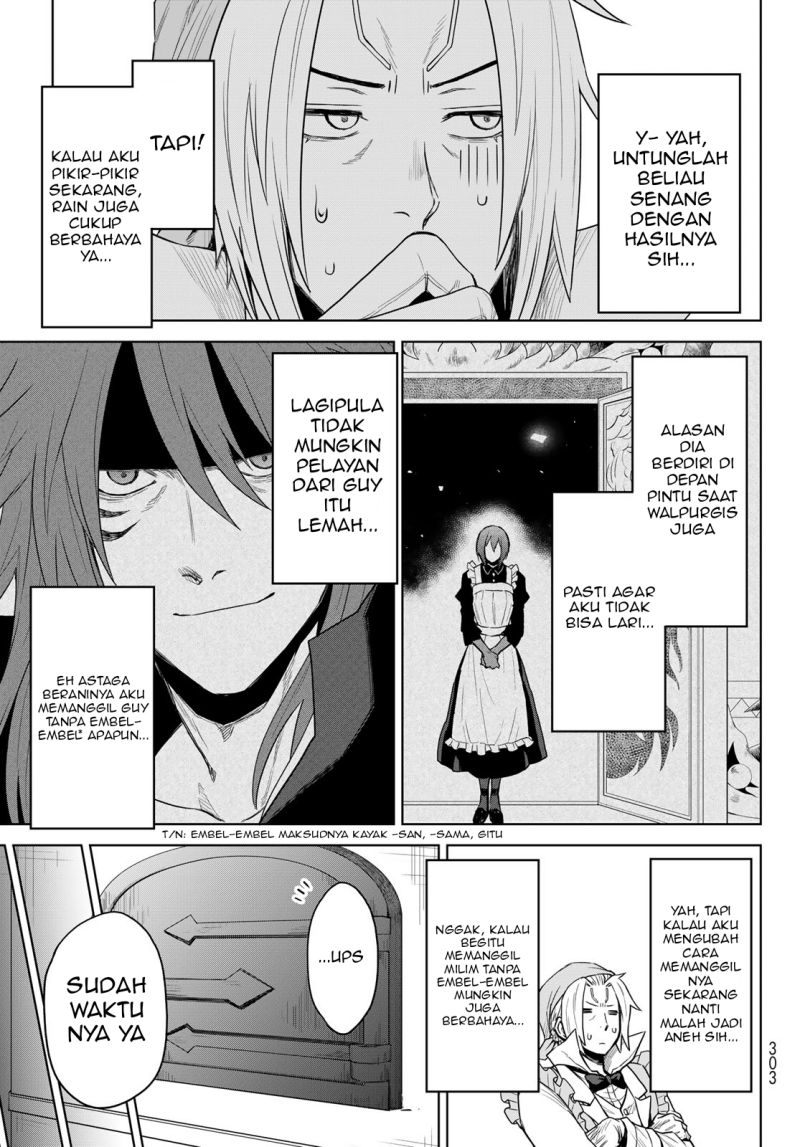 Y- YAH,
UNTUNGLAH
BELIAU
SENANG
DENGAN
HASILNYA
SIH...
TAPI!
KALAU AKU
PIKIR-PIKIR
SEKARANG,
RAIN JUGA
CUKUP
BERBAHAYA
YA...
ALASAN
DIA
BERDIRI DI
DEPAN
PINTU SAAT
WALPURGIS
JUGA
PASTI AGAR
AKU TIDAK
BISA LARI...
LAGIPULA
TIDAK
MUNGKIN
PELAYAN
DARI GUY
ITU
LEMAH...
EH ASTAGA
BERANINYA AKU
MEMANGGIL GUY
TANPA EMBEL-
EMBEL* APAPUN...
T/N: EMBEL-EMBEL MAKSUDNYA KAYAK -SAN, -SAMA, GITU
YAH, TAPI
KALAU AKU
MENGUBAH
CARA
MEMANGGIL
NYA
SEKARANG
NANTI
MALAH JADI
ANEH SIH...
NGGAK, KALAU
BEGITU
MEMANGGIL
MILIM TANPA
EMBEL-EMBEL
MUNGKIN
JUGA
BERBAHAYA...
...UPS
SUDAH
WAKTU
NYA YA
303